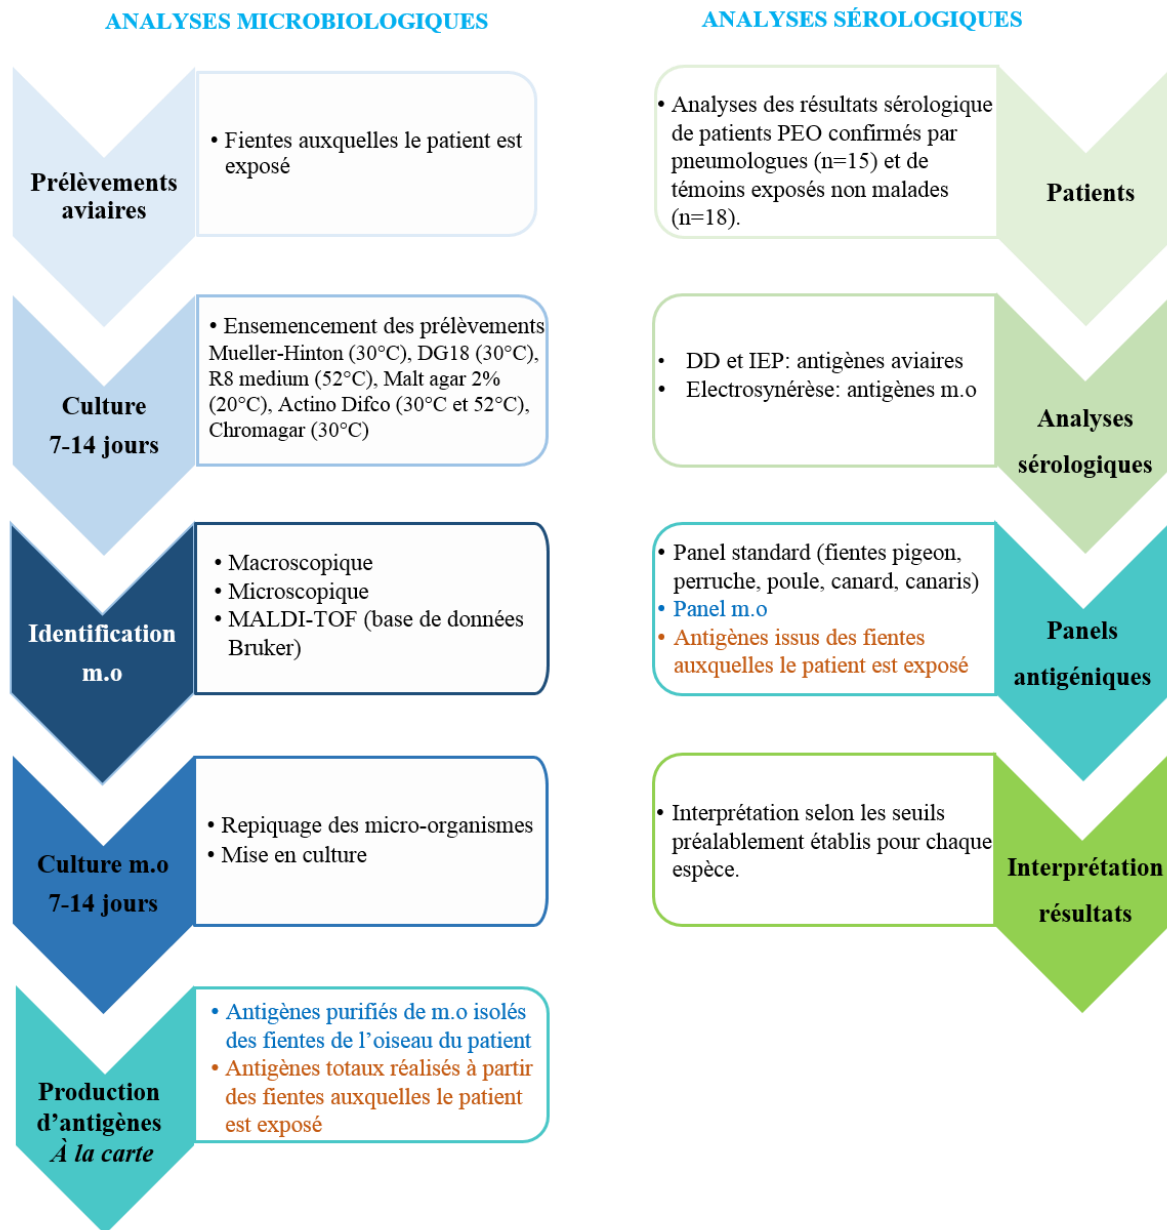 ANALYSES MICROBIOLOGIQUES
Prélèvements
aviaires
• Fientes auxquelles le patient est
exposé
Culture
7-14 jours
• Ensemencement des prélèvements
Mueller-Hinton (30°C), DG18 (30°C),
R8 medium (52°C), Malt agar 2%
(20°C), Actino Difco (30°C et 52°C),
Chromagar (30°C)
Identification
m.o
• Macroscopique
• Microscopique
• MALDI-TOF (base de données
Bruker)
Culture m.o
7-14 jours
• Repiquage des micro-organismes
• Mise en culture
Production
d’antigènes
À la carte
• Antigènes purifiés de m.o isolés
des fientes de l’oiseau du patient
• Antigènes totaux réalisés à partir
des fientes auxquelles le patient
est exposé
ANALYSES SÉROLOGIQUES
• Analyses des résultats sérologique
de patients PEO confirmés par
pneumologues (n=15) et de
témoins exposés non malades
(n=18).
Patients
• DD et IEP: antigènes aviaires
• Electrosynérèse: antigènes m.o
Analyses
sérologiques
• Panel standard (fientes pigeon,
perruche, poule, canard, canaris)
• Panel m.o
• Antigènes issus des fientes
auxquelles le patient est exposé
Panels
antigéniques
• Interprétation selon les seuils
préalablement établis pour chaque
espèce.
Interprétation
résultats